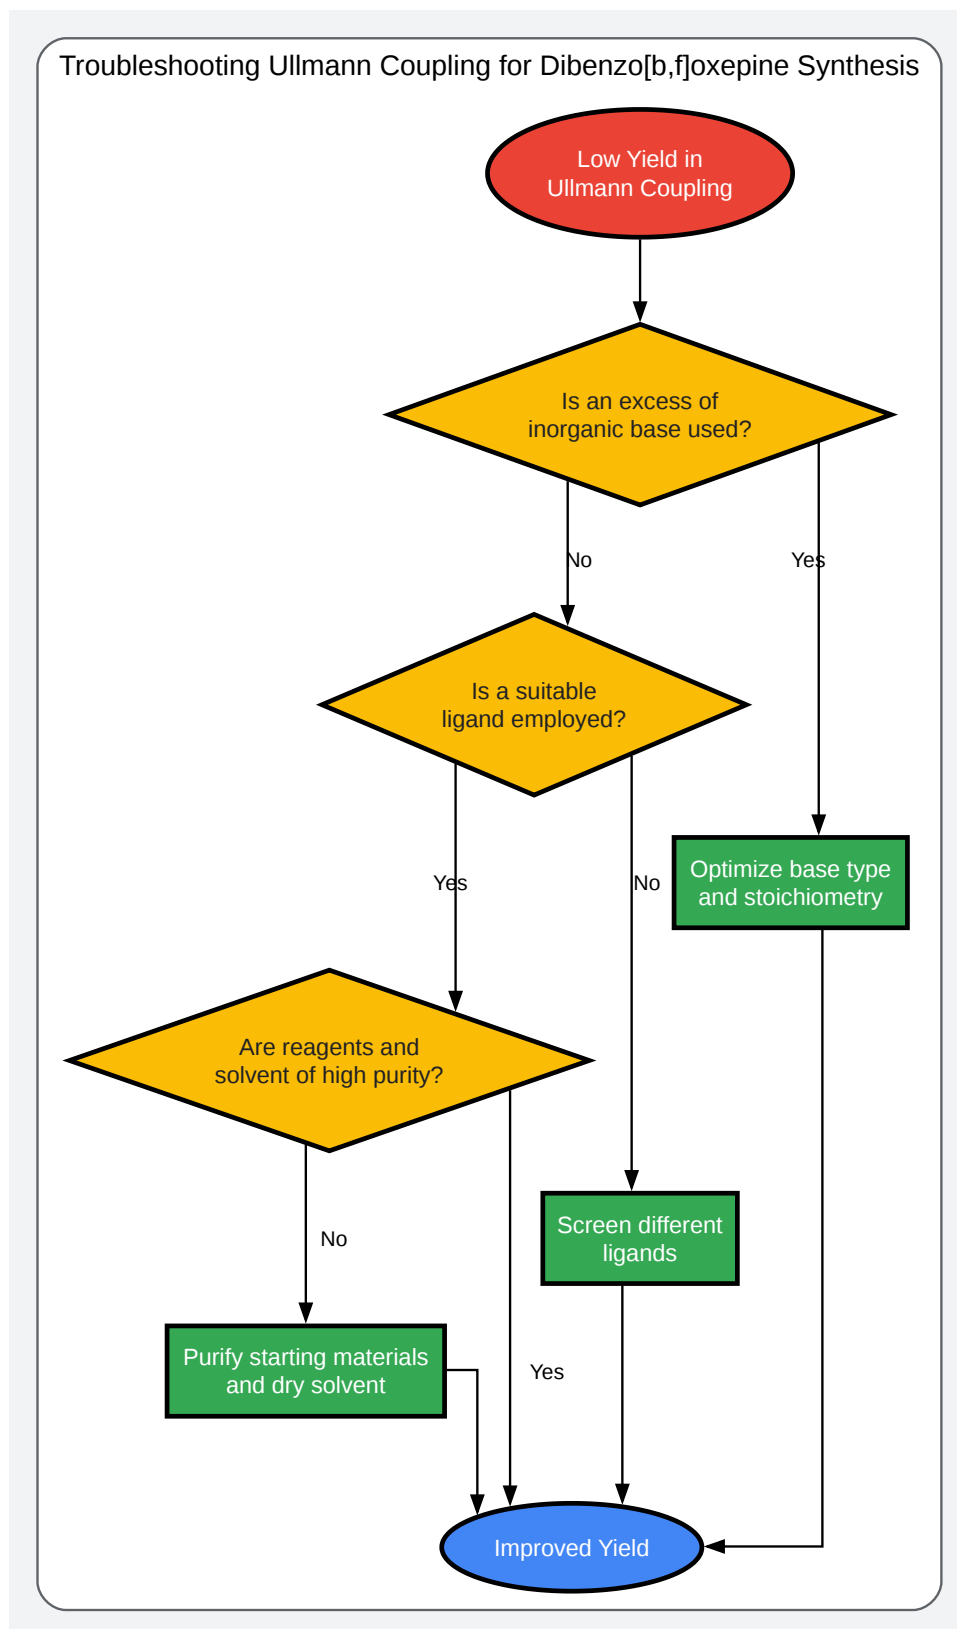 Troubleshooting Ullmann Coupling for Dibenzo[b,f]oxepine Synthesis
Low Yield in
Ullmann Coupling
Is an excess of
inorganic base used?
No
Yes
Is a suitable
ligand employed?
Optimize base type
and stoichiometry
Yes
No
Are reagents and
solvent of high purity?
Screen different
ligands
No
Purify starting materials
and dry solvent
Yes
Improved Yield